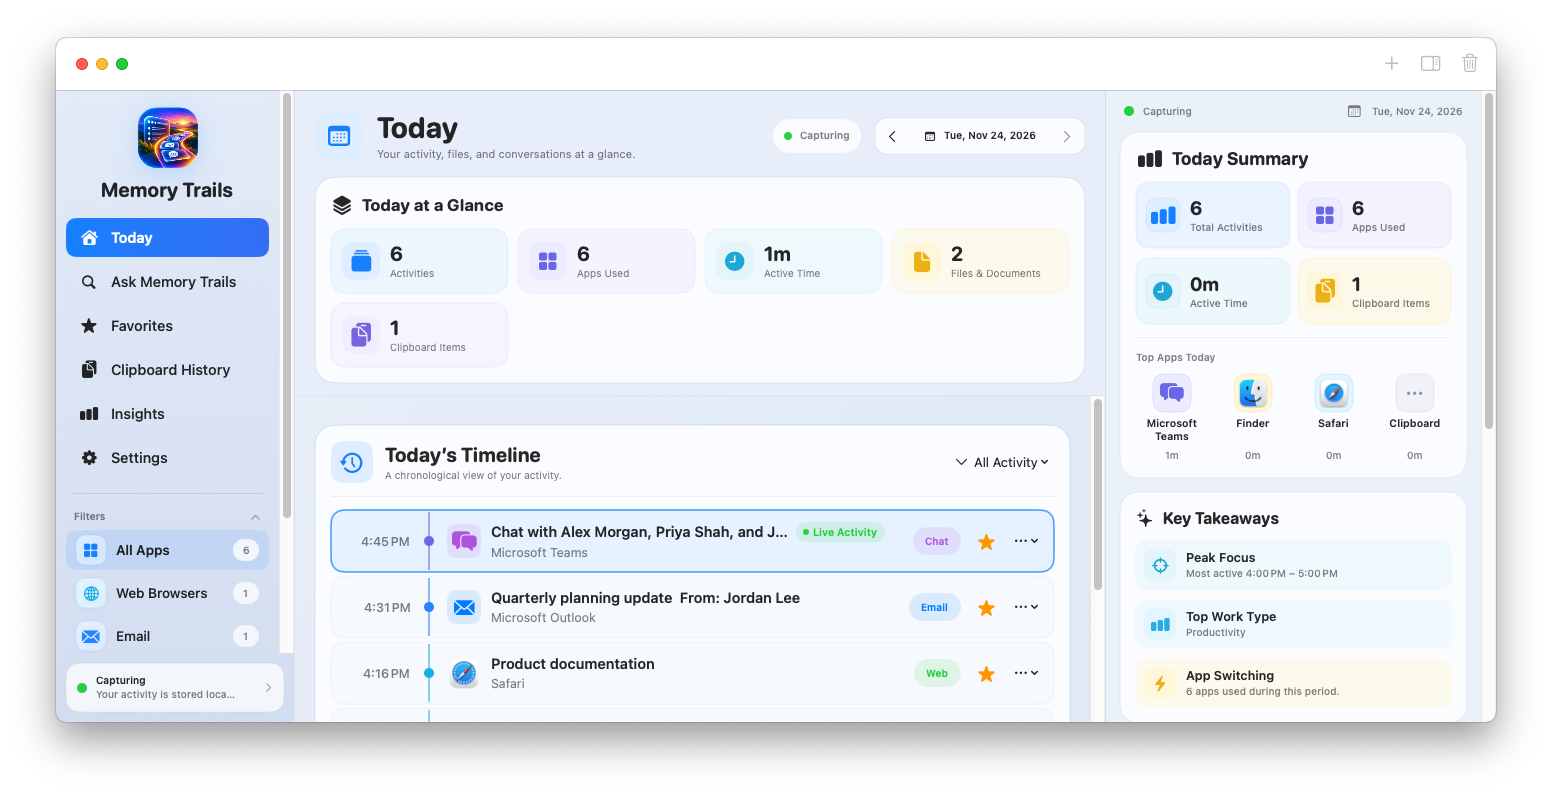 Memory Trails
Today
Ask Memory Trails
Favorites
Clipboard History
Insights
Settings
Filters
All Apps 6
Web Browsers 1
Email 1
Capturing
Your activity is stored loca...
Today
Your activity, files, and conversations at a glance.
Capturing
Tue, Nov 24, 2026
Today at a Glance
6
Activities
6
Apps Used
1m
Active Time
2
Files & Documents
1
Clipboard Items
Today's Timeline
A chronological view of your activity.
All Activity
4:45 PM
Chat with Alex Morgan, Priya Shah, and J...
Live Activity
Microsoft Teams
Chat
4:31 PM
Quarterly planning update From: Jordan Lee
Microsoft Outlook
Email
4:16 PM
Product documentation
Safari
Web
Capturing
Tue, Nov 24, 2026
Today Summary
6
Total Activities
6
Apps Used
0m
Active Time
1
Clipboard Items
Top Apps Today
Microsoft
Teams
1m
Finder
0m
Safari
0m
Clipboard
0m
Key Takeaways
Peak Focus
Most active 4:00 PM – 5:00 PM
Top Work Type
Productivity
App Switching
6 apps used during this period.